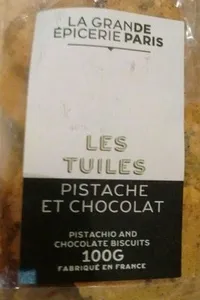 LA GRANDE
ÉPICERIE PARIS
LES
TUILES
PISTACHE
ET CHOCOLAT
PISTACHIO AND
CHOCOLATE BISCUITS
100G
FABRIQUÉ EN FRANCE